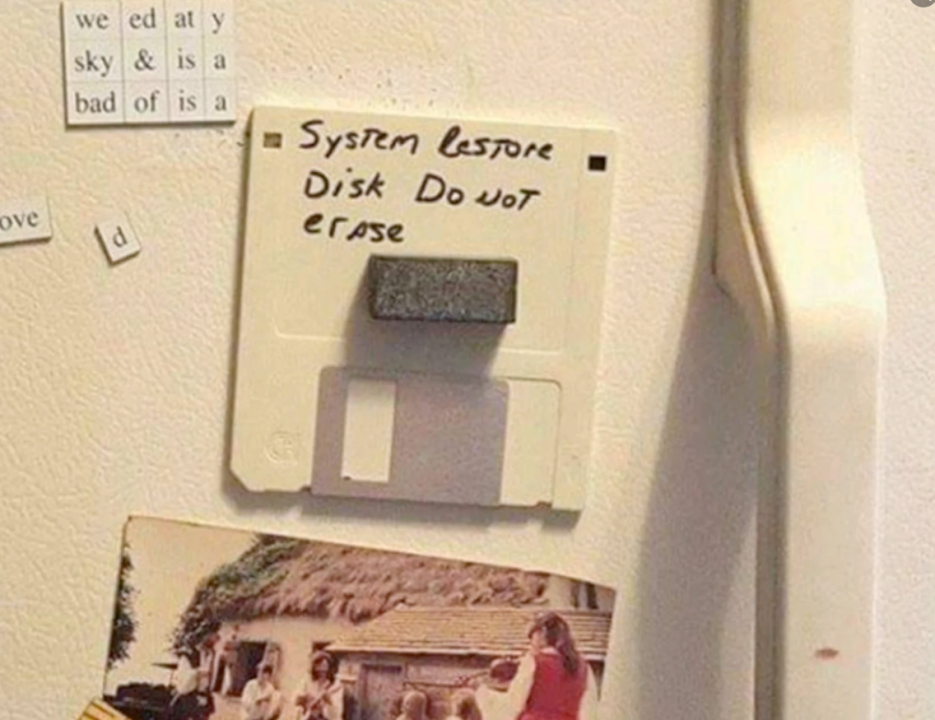 we ed at y
sky & is a
bad of is a
System Restore
Disk Do NOT
erase
ove
d